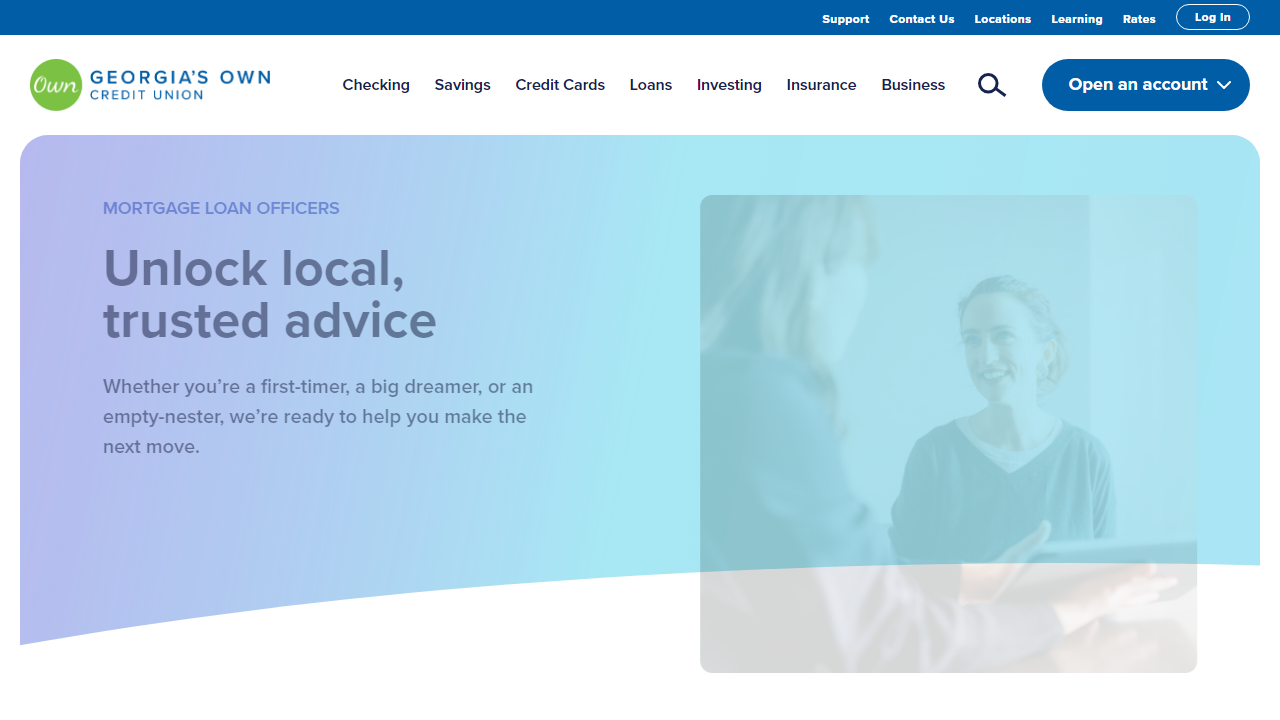 Support Contact Us Locations Learning Rates Log In
Own GEORGIA'S OWN
CREDIT UNION
Checking Savings Credit Cards Loans Investing Insurance Business Open an account
MORTGAGE LOAN OFFICERS
Unlock local,
trusted advice
Whether you’re a first-timer, a big dreamer, or an
empty-nester, we’re ready to help you make the
next move.